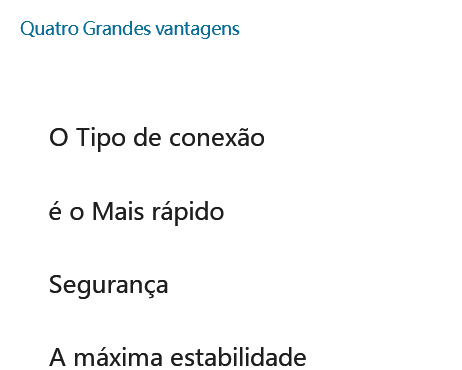 Quatro Grandes vantagens
O Tipo de conexão
é o Mais rápido
Segurança
A máxima estabilidade